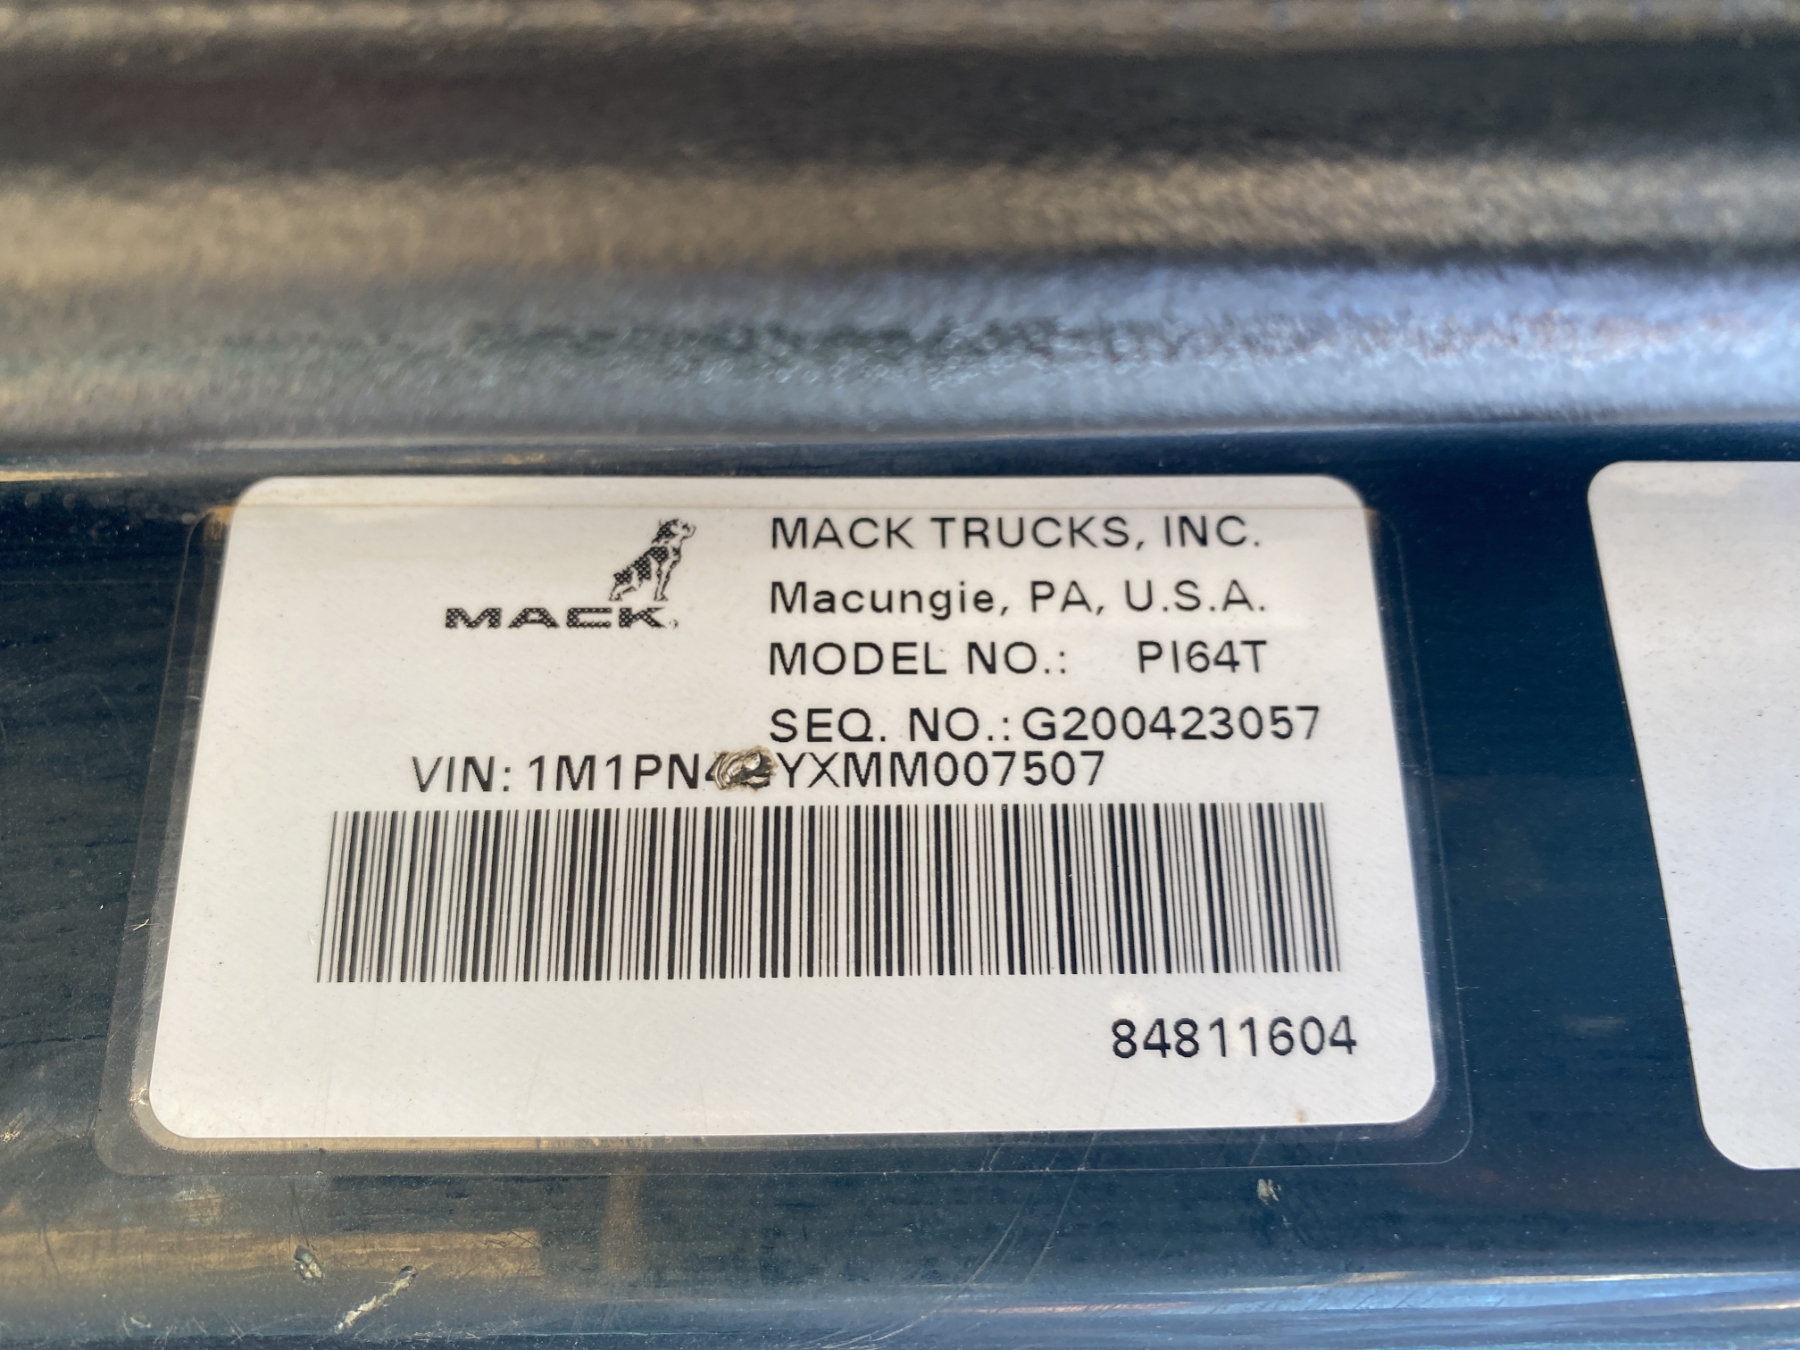 MACK
MACK TRUCKS, INC.
Macungie, PA, U.S.A.
MODEL NO.: PI64T
SEQ. NO.: G200423057
VIN:
84811604